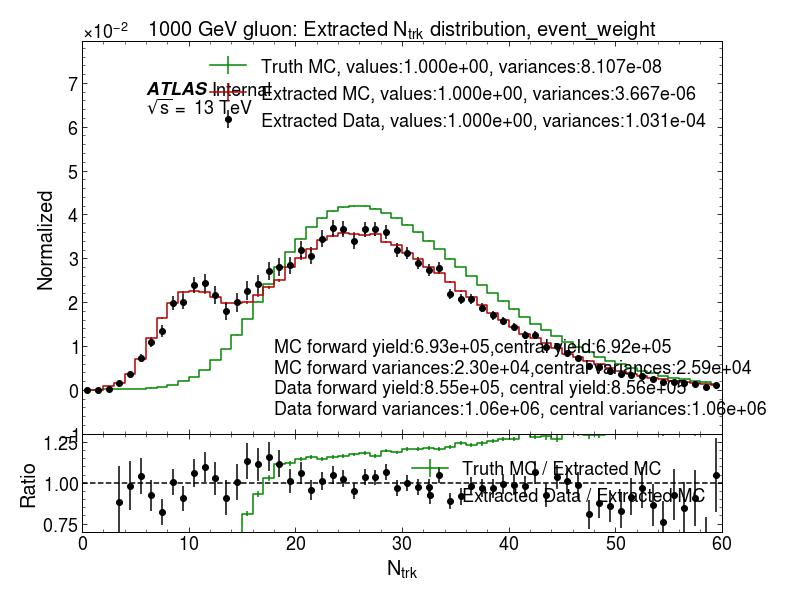 ×10⁻² 1000 GeV gluon: Extracted Ntrk distribution, event_weight
Truth MC, values:1.000e+00, variances:8.107e-08
ATLAS Internal
Extracted MC, values:1.000e+00, variances:3.667e-06
√s = 13 TeV
Extracted Data, values:1.000e+00, variances:1.031e-04
7
6
5
4
3
2
1
0
1
Normalized
MC forward yield:6.93e+05,central yield:6.92e+05
MC forward variances:2.30e+04,central variances:2.59e+04
Data forward yield:8.55e+05, central yield:8.56e+05
Data forward variances:1.06e+06, central variances:1.06e+06
1.25
1.00
0.75
Ratio
Truth MC / Extracted MC
Extracted Data / Extracted MC
0 10 20 30 40 50 60
Ntrk